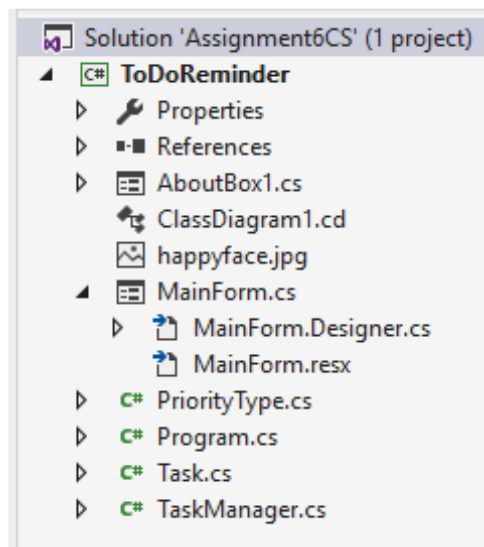 Solution 'Assignment6CS' (1 project)
C# ToDoReminder
Properties
References
AboutBox1.cs
ClassDiagram1.cd
happyface.jpg
MainForm.cs
MainForm.Designer.cs
MainForm.resx
C# PriorityType.cs
C# Program.cs
C# Task.cs
C# TaskManager.cs